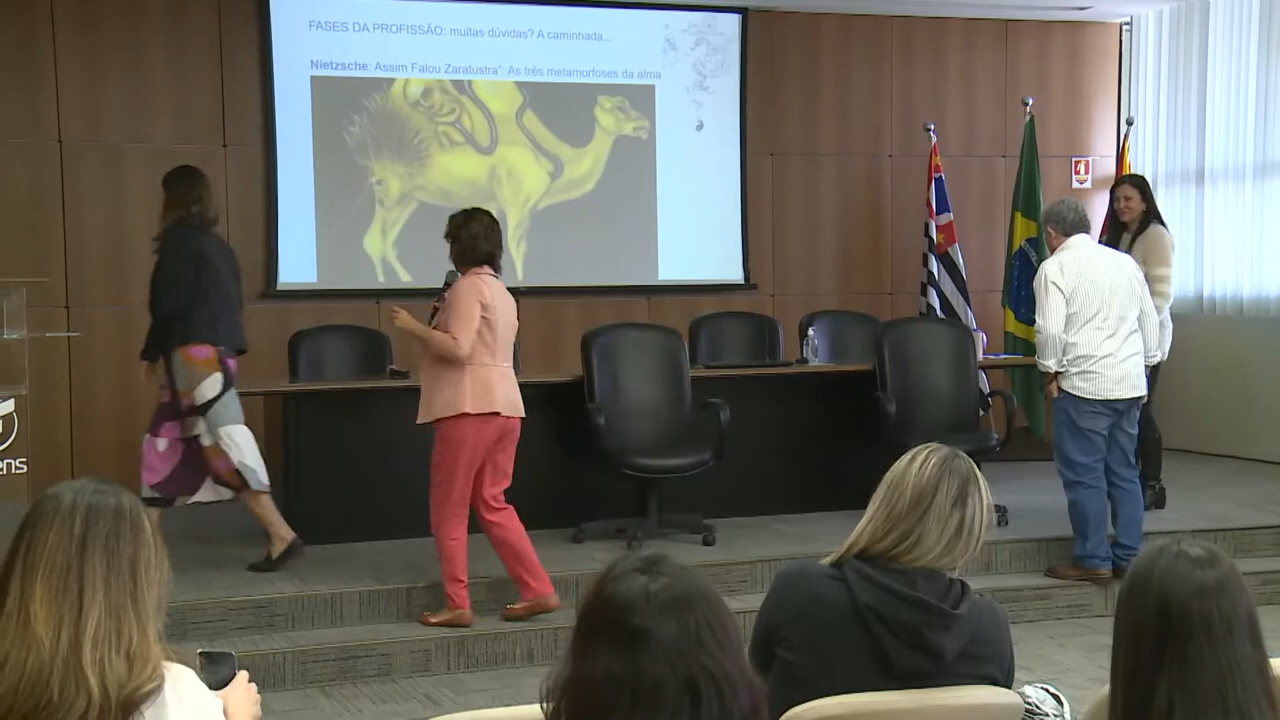 FASES DA PROFISSÃO: muitas dúvidas? A caminhada...
Nietzsche: Assim Falou Zaratustra": As três metamorfoses da alma
ens